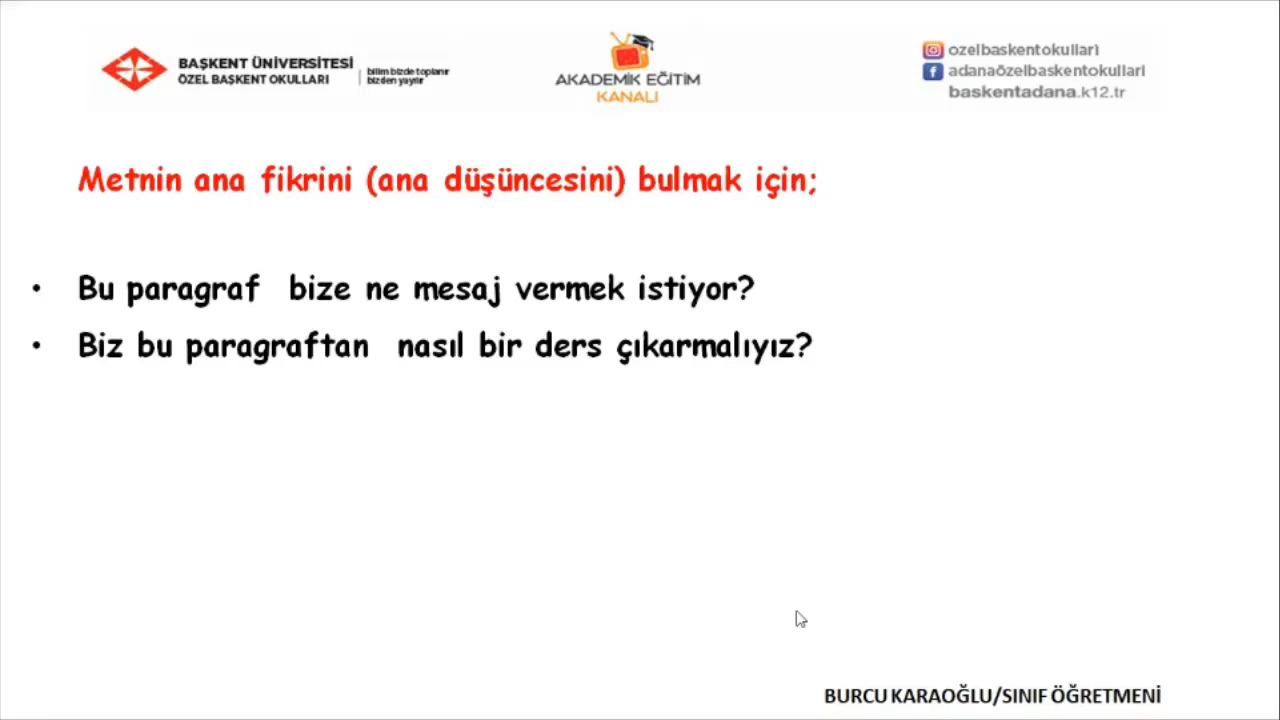 BAŞKENT ÜNİVERSİTESİ
ÖZEL BAŞKENT OKULLARI
bilim bizde toplanır
bizden yayılır
AKADEMİK EĞİTİM
KANALI
ozelbaskentokullari
adanaözelbaskentokullari
baskentadana.k12.tr
Metnin ana fikrini (ana düşüncesini) bulmak için;
• Bu paragraf bize ne mesaj vermek istiyor?
• Biz bu paragraftan nasıl bir ders çıkarmalıyız?
BURCU KARAOĞLU/SINIF ÖĞRETMENİ